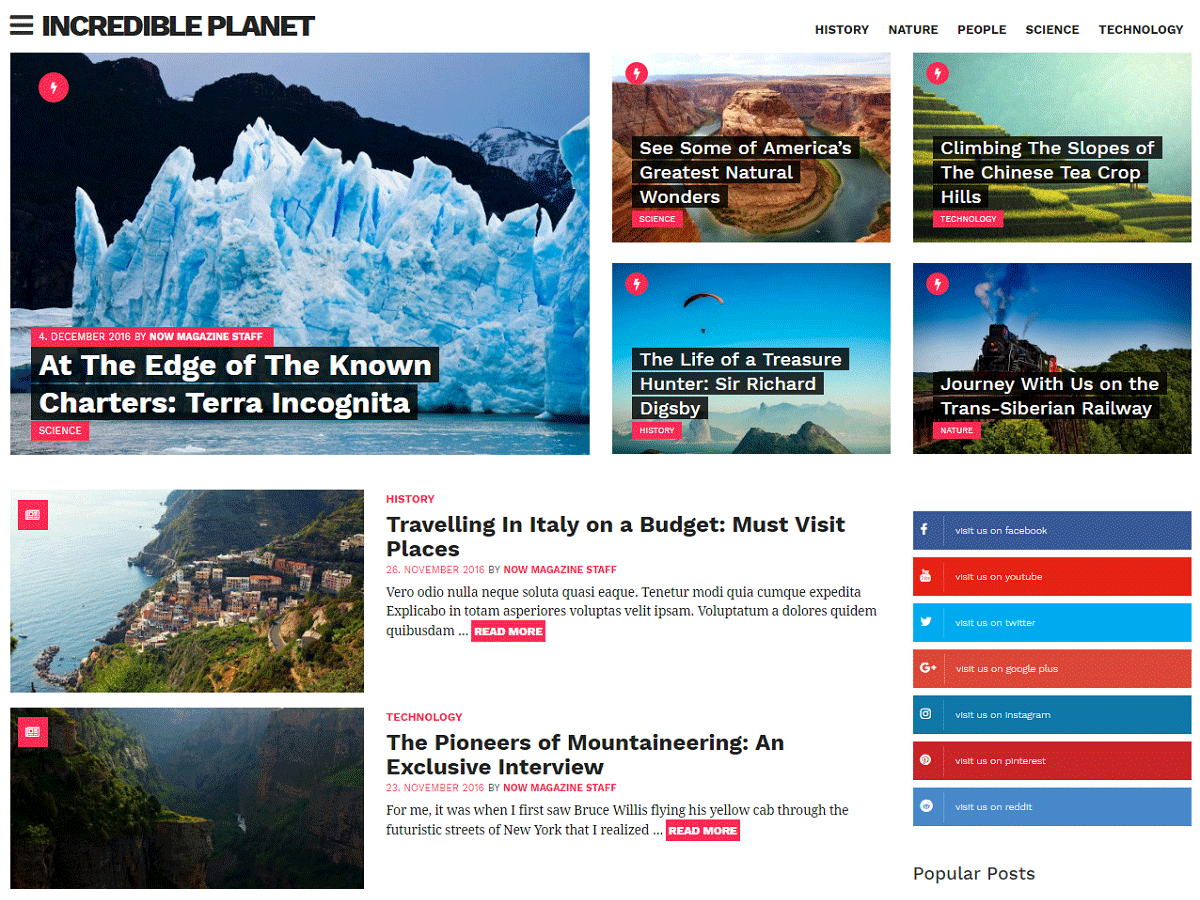 INCREDIBLE PLANET
HISTORY NATURE PEOPLE SCIENCE TECHNOLOGY
4. DECEMBER 2016 BY NOW MAGAZINE STAFF
At The Edge of The Known
Charters: Terra Incognita
SCIENCE
See Some of America's
Greatest Natural
Wonders
SCIENCE
Climbing The Slopes of
The Chinese Tea Crop
Hills
TECHNOLOGY
The Life of a Treasure
Hunter: Sir Richard
Digsby
HISTORY
Journey With Us on the
Trans-Siberian Railway
NATURE
HISTORY
Travelling In Italy on a Budget: Must Visit
Places
26. NOVEMBER 2016 BY NOW MAGAZINE STAFF
Vero odio nulla neque soluta quasi eaque. Tenetur modi quia cumque expedita
Explicabo in totam asperiores voluptas velit ipsam. Voluptatum a dolores quidem
quibusdam ... READ MORE
TECHNOLOGY
The Pioneers of Mountaineering: An
Exclusive Interview
23. NOVEMBER 2016 BY NOW MAGAZINE STAFF
For me, it was when I first saw Bruce Willis flying his yellow cab through the
futuristic streets of New York that I realized ... READ MORE
visit us on facebook
visit us on youtube
visit us on twitter
visit us on google plus
visit us on instagram
visit us on pinterest
visit us on reddit
Popular Posts